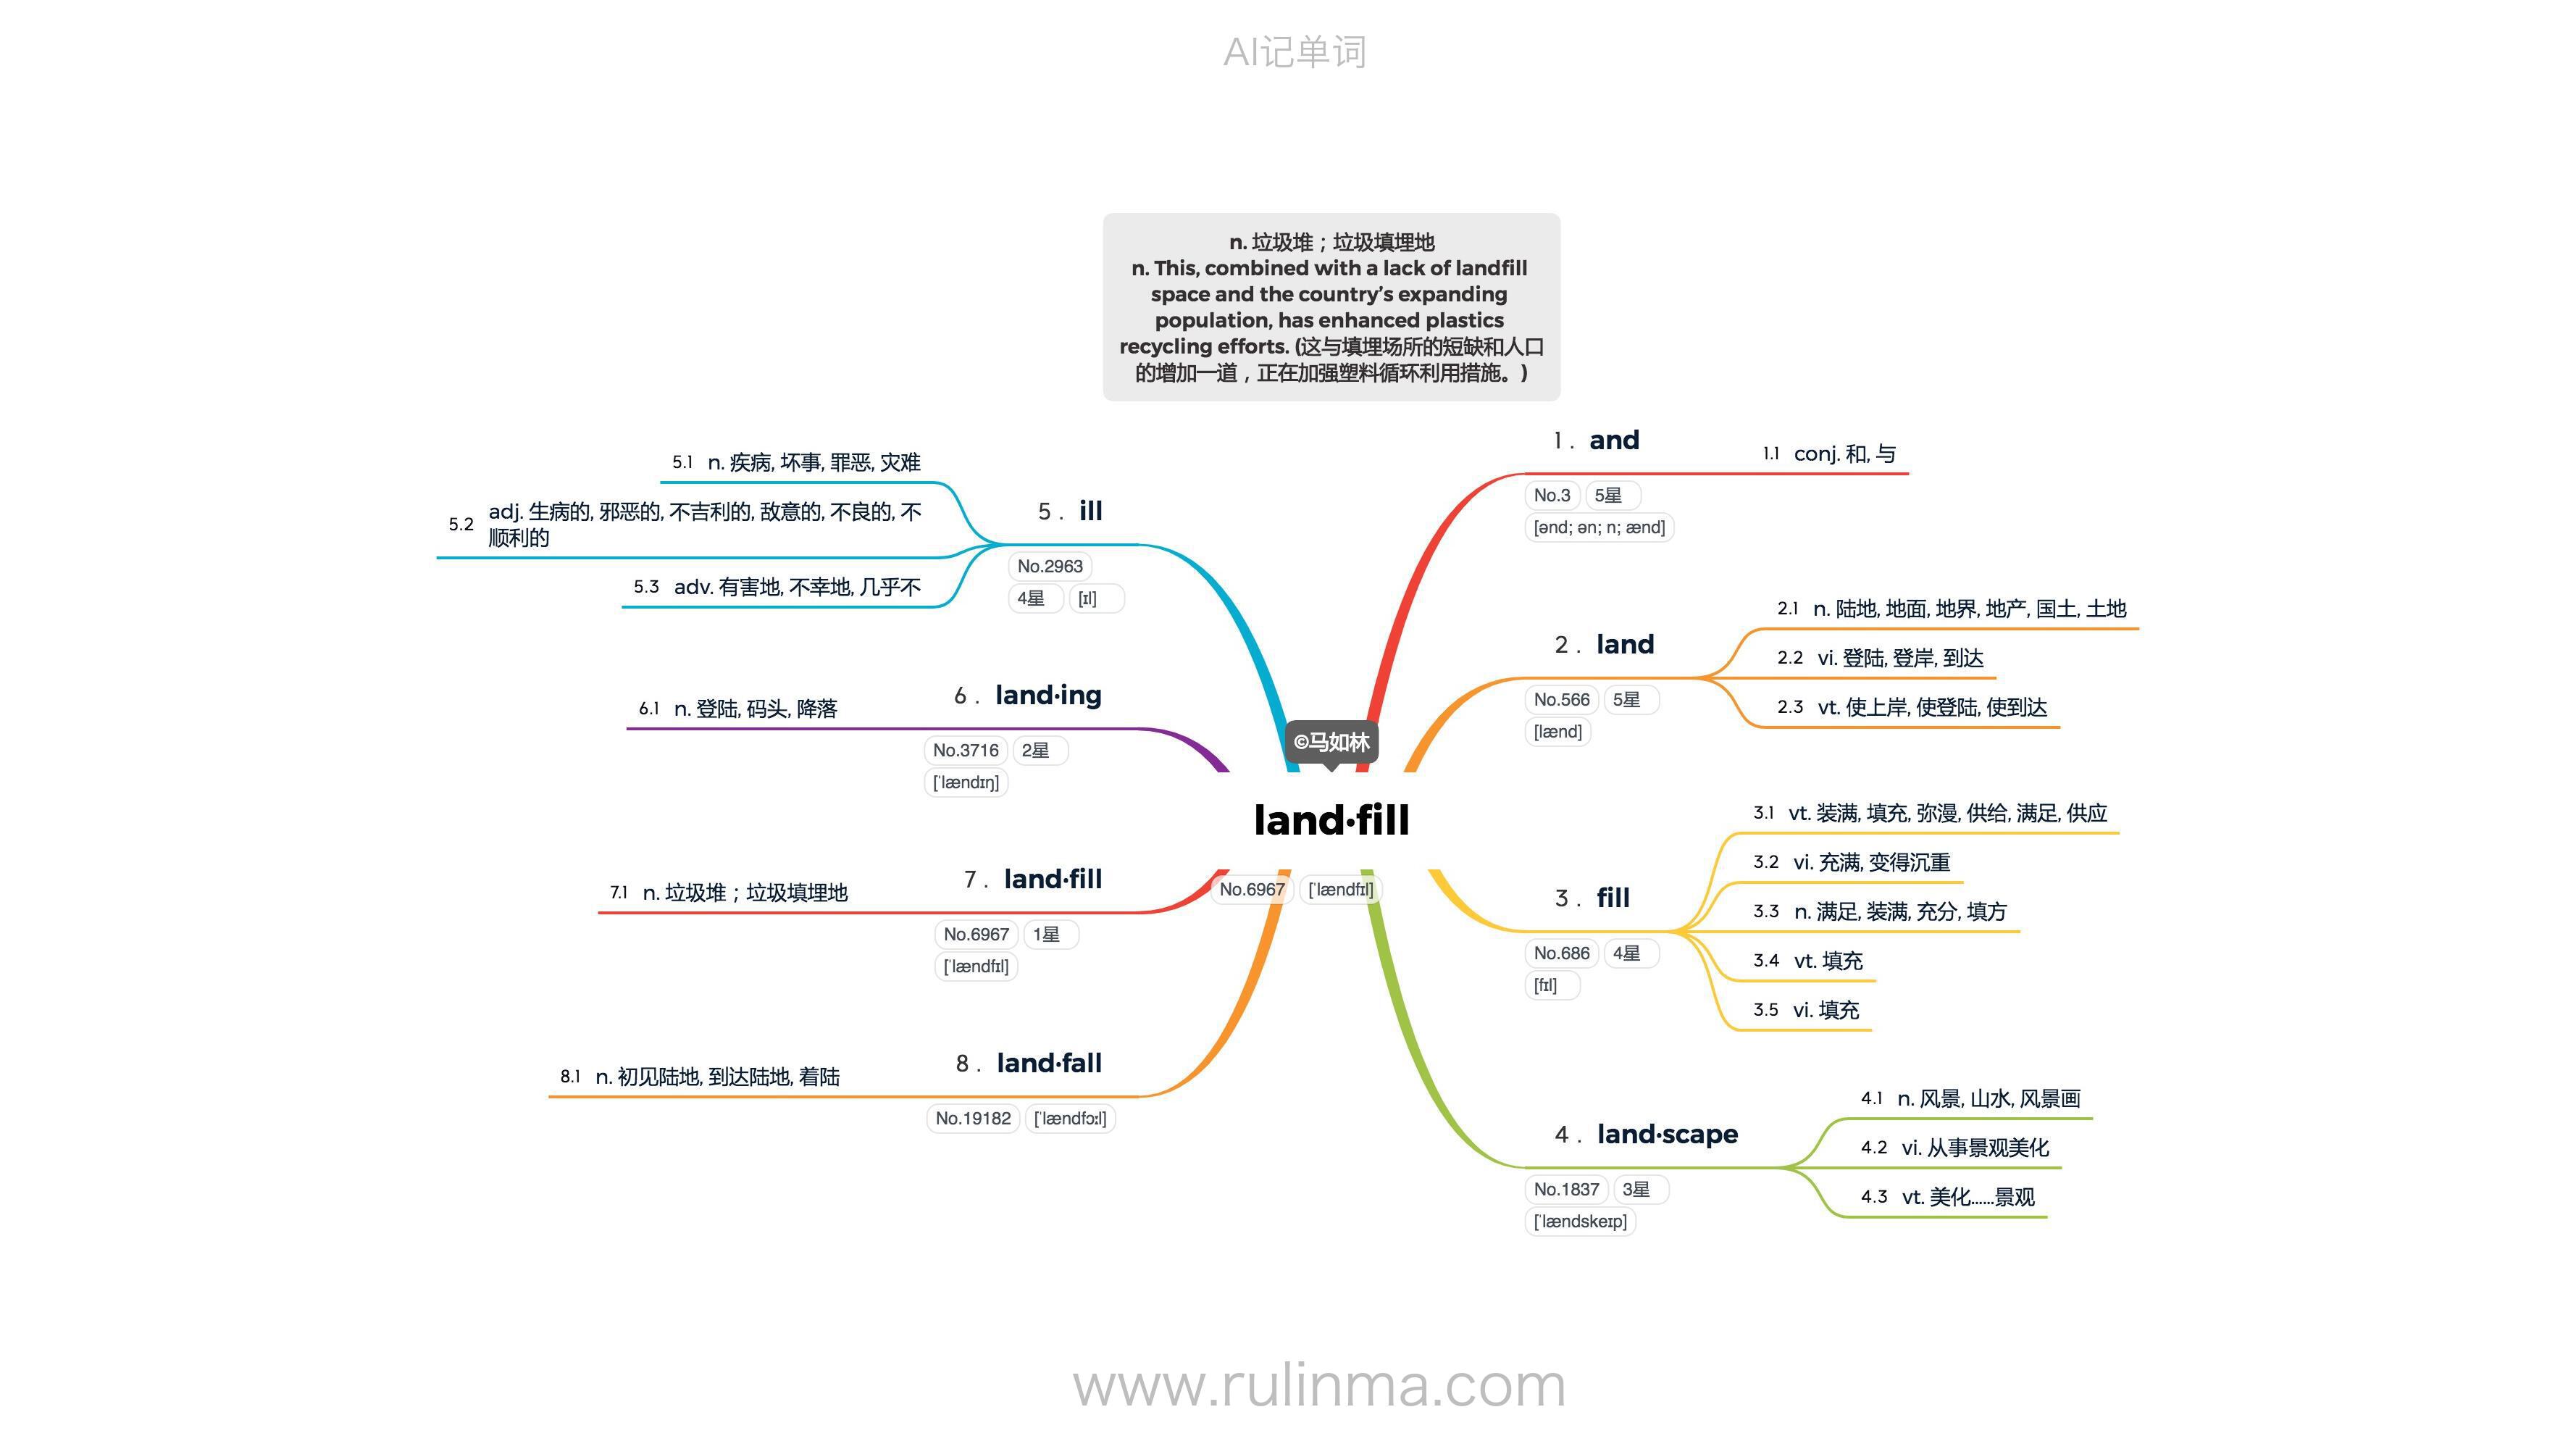 AI记单词
n. 垃圾堆；垃圾填埋地
n. This, combined with a lack of landfill
space and the country’s expanding
population, has enhanced plastics
recycling efforts. (这与填埋场所的短缺和人口
的增加一道，正在加强塑料循环利用措施。)
©马如林
land·fill
No.6967 [ˈlændfɪl]
1. and
No.3 5星
[ənd; ən; n; ænd]
1.1 conj. 和, 与
2. land
No.566 5星
[lænd]
2.1 n. 陆地, 地面, 地界, 地产, 国土, 土地
2.2 vi. 登陆, 登岸, 到达
2.3 vt. 使上岸, 使登陆, 使到达
3. fill
No.686 4星
[fɪl]
3.1 vt. 装满, 填充, 弥漫, 供给, 满足, 供应
3.2 vi. 充满, 变得沉重
3.3 n. 满足, 装满, 充分, 填方
3.4 vt. 填充
3.5 vi. 填充
4. land·scape
No.1837 3星
[ˈlændskeɪp]
4.1 n. 风景, 山水, 风景画
4.2 vi. 从事景观美化
4.3 vt. 美化……景观
5. ill
No.2963
4星 [ɪl]
5.1 n. 疾病, 坏事, 罪恶, 灾难
5.2 adj. 生病的, 邪恶的, 不吉利的, 敌意的, 不良的, 不
顺利的
5.3 adv. 有害地, 不幸地, 几乎不
6. land·ing
No.3716 2星
[ˈlændɪŋ]
6.1 n. 登陆, 码头, 降落
7. land·fill
No.6967 1星
[ˈlændfɪl]
7.1 n. 垃圾堆；垃圾填埋地
8. land·fall
No.19182 [ˈlændfɔːl]
8.1 n. 初见陆地, 到达陆地, 着陆
www.rulinma.com